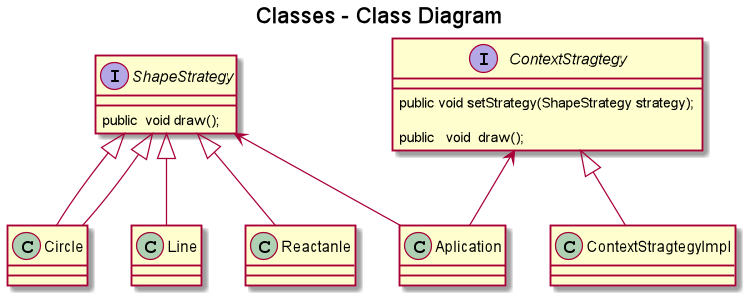 Classes - Class Diagram
I ShapeStrategy
public void draw();
I ContextStragtegy
public void setStrategy(ShapeStrategy strategy);
public void draw();
C Circle
C Line
C Reactanle
C Aplication
C ContextStragtegyImpl